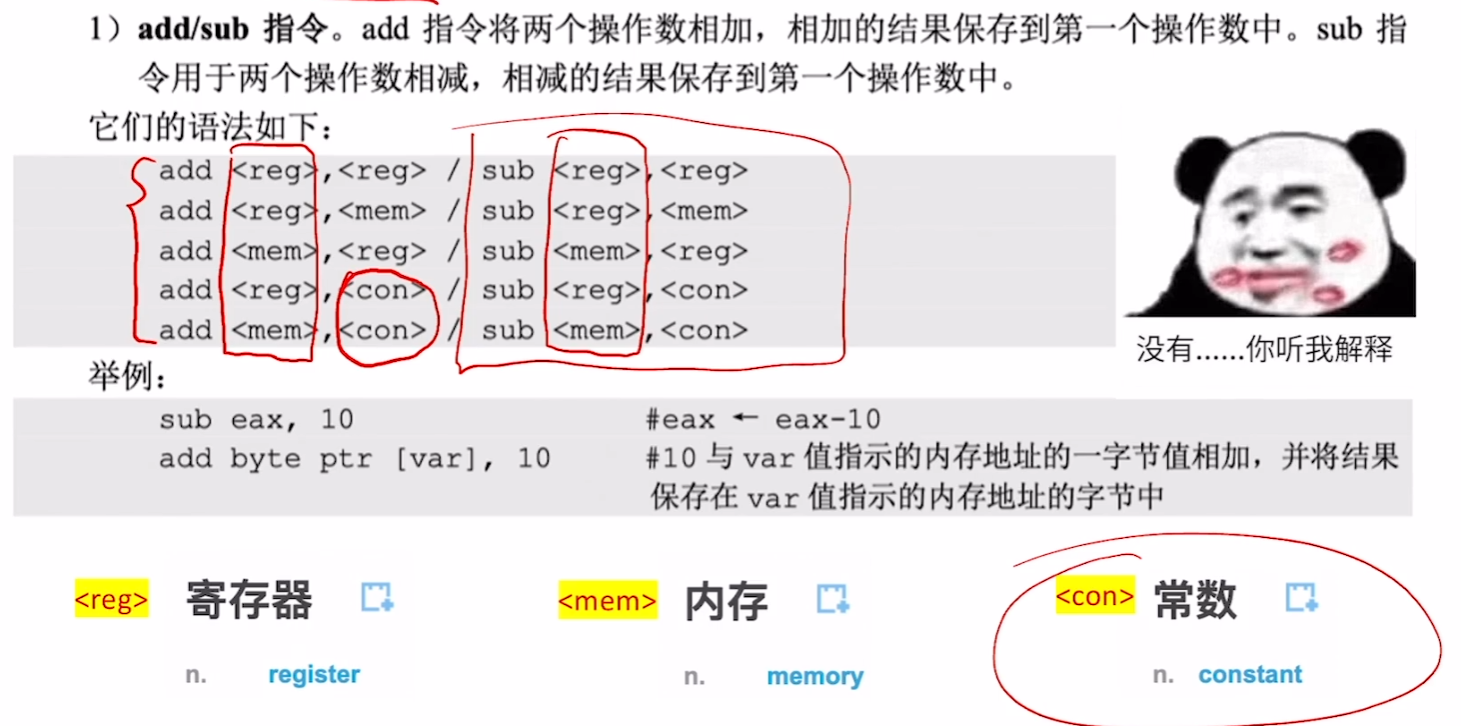 1）add/sub 指令。add 指令将两个操作数相加，相加的结果保存到第一个操作数中。sub 指
令用于两个操作数相减，相减的结果保存到第一个操作数中。
它们的语法如下：
add <reg>,<reg> / sub <reg>,<reg>
add <reg>,<mem> / sub <reg>,<mem>
add <mem>,<reg> / sub <mem>,<reg>
add <reg>,<con> / sub <reg>,<con>
add <mem>,<con> / sub <mem>,<con>
没有......你听我解释
举例：
sub eax, 10 #eax ← eax-10
add byte ptr [var], 10 #10 与 var 值指示的内存地址的一字节值相加，并将结果
保存在 var 值指示的内存地址的字节中
<reg> 寄存器 <mem> 内存 <con> 常数
n. register n. memory n. constant